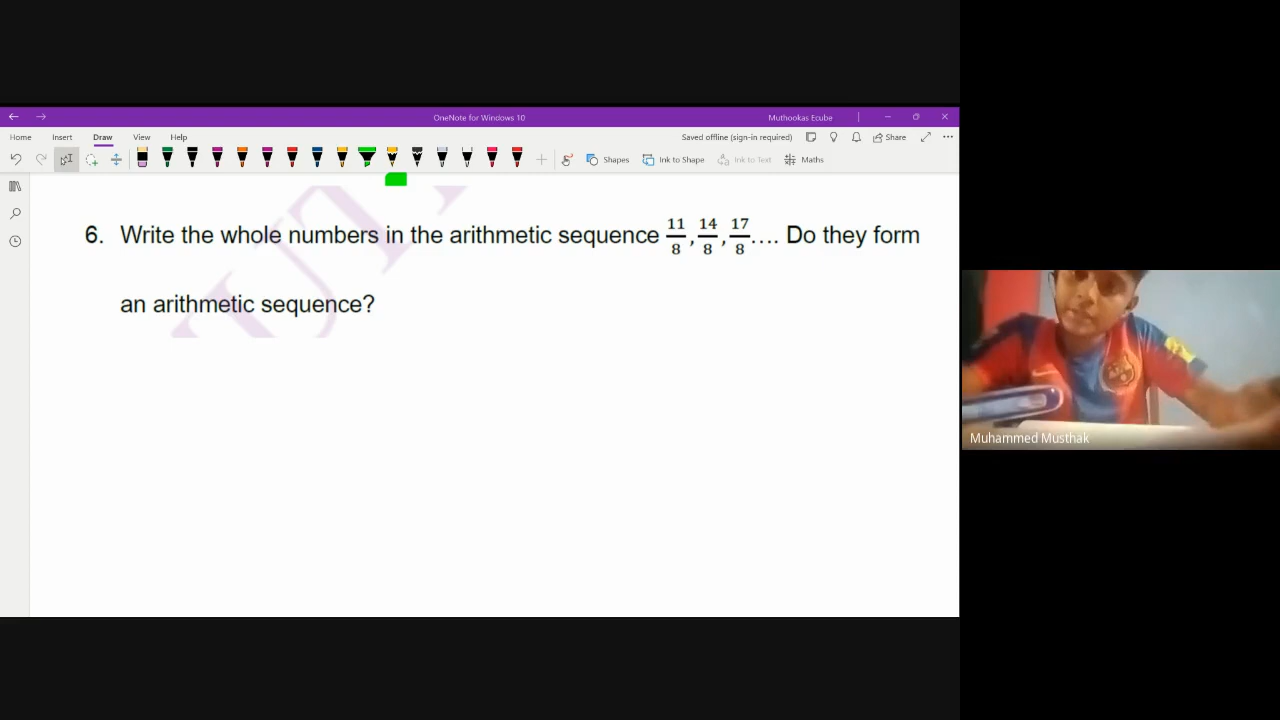 OneNote for Windows 10
Muthookas Ecube
Home Insert Draw View Help
Saved offline (sign-in required)
Share
Shapes
Ink to Shape
Ink to Text
Maths
6. Write the whole numbers in the arithmetic sequence 11/8, 14/8, 17/8.... Do they form
an arithmetic sequence?
Muhammed Musthak